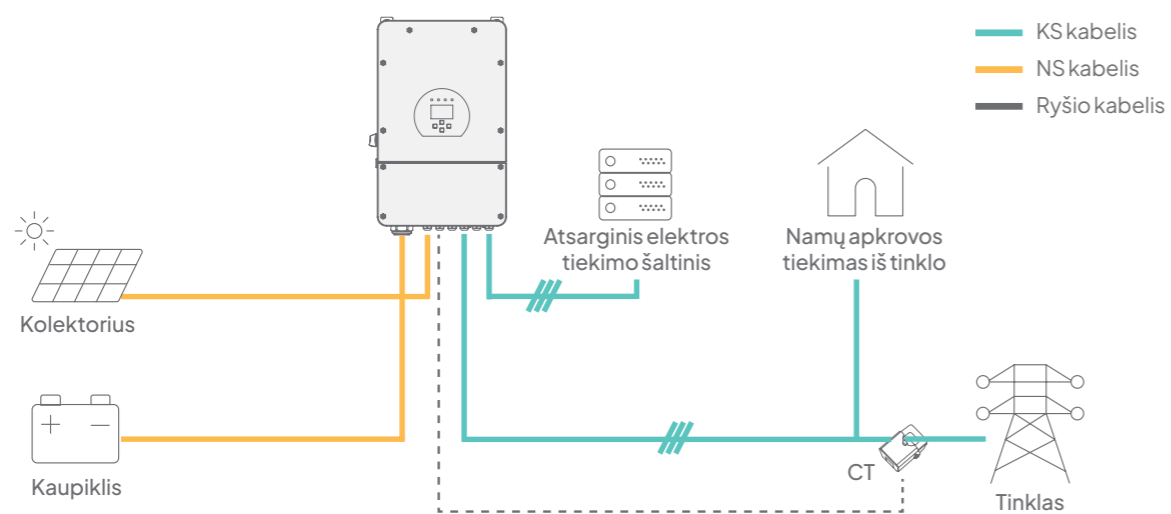 KS kabelis
NS kabelis
Ryšio kabelis
Atsarginis elektros
tiekimo šaltinis
Namų apkrovos
tiekimas iš tinklo
Kolektorius
Kaupiklis
CT
Tinklas